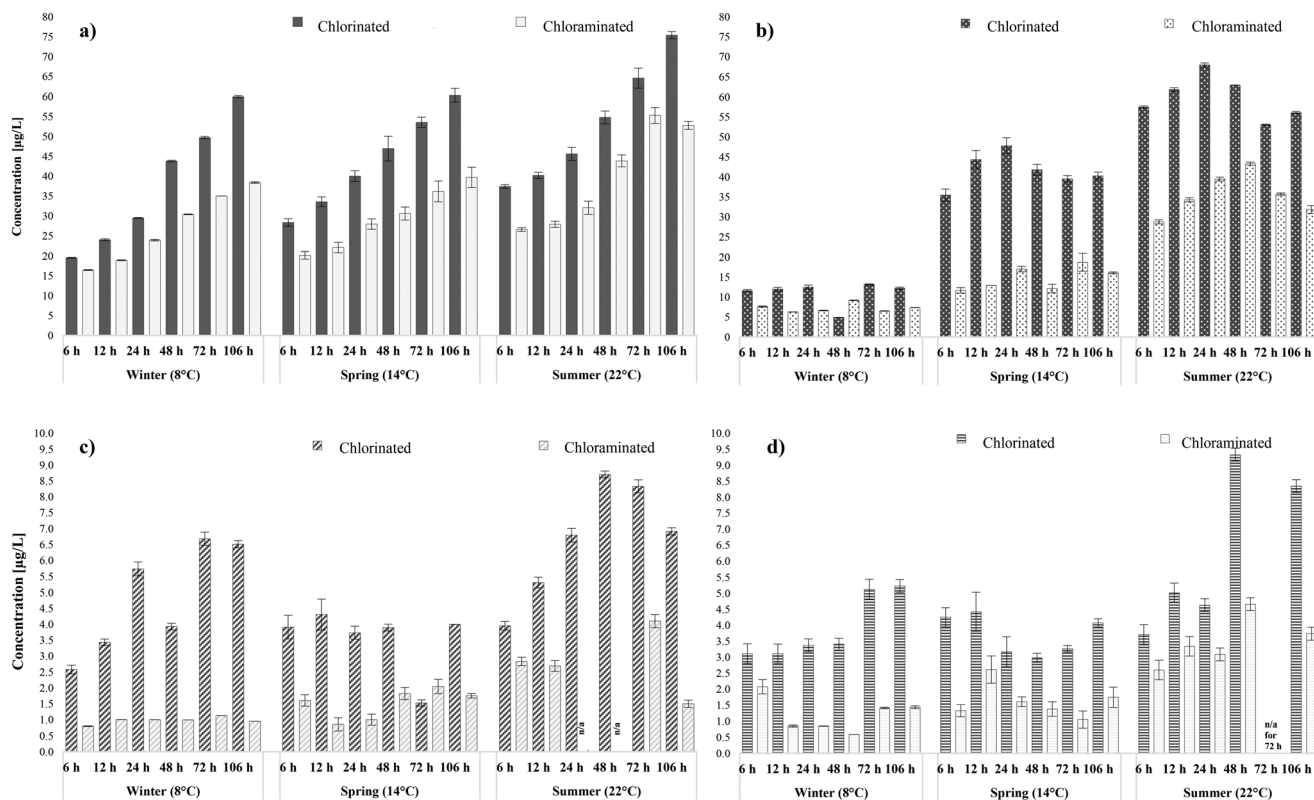 a)
Chlorinated
Chloraminated
Concentration [µg/L]
80
75
70
65
60
55
50
45
40
35
30
25
20
15
10
5
0
6 h 12 h 24 h 48 h 72 h 106 h 6 h 12 h 24 h 48 h 72 h 106 h 6 h 12 h 24 h 48 h 72 h 106 h
Winter (8°C) Spring (14°C) Summer (22°C)
b)
Chlorinated
Chloraminated
80
75
70
65
60
55
50
45
40
35
30
25
20
15
10
5
0
6 h 12 h 24 h 48 h 72 h 106 h 6 h 12 h 24 h 48 h 72 h 106 h 6 h 12 h 24 h 48 h 72 h 106 h
Winter (8°C) Spring (14°C) Summer (22°C)
c)
Chlorinated
Chloraminated
Concentration [µg/L]
10.0
9.5
9.0
8.5
8.0
7.5
7.0
6.5
6.0
5.5
5.0
4.5
4.0
3.5
3.0
2.5
2.0
1.5
1.0
0.5
0.0
n/a
n/a
6 h 12 h 24 h 48 h 72 h 106 h 6 h 12 h 24 h 48 h 72 h 106 h 6 h 12 h 24 h 48 h 72 h 106 h
Winter (8°C) Spring (14°C) Summer (22°C)
d)
Chlorinated
Chloraminated
10.0
9.5
9.0
8.5
8.0
7.5
7.0
6.5
6.0
5.5
5.0
4.5
4.0
3.5
3.0
2.5
2.0
1.5
1.0
0.5
0.0
n/a
for
72 h
6 h 12 h 24 h 48 h 72 h 106 h 6 h 12 h 24 h 48 h 72 h 106 h 6 h 12 h 24 h 48 h 72 h 106 h
Winter (8°C) Spring (14°C) Summer (22°C)